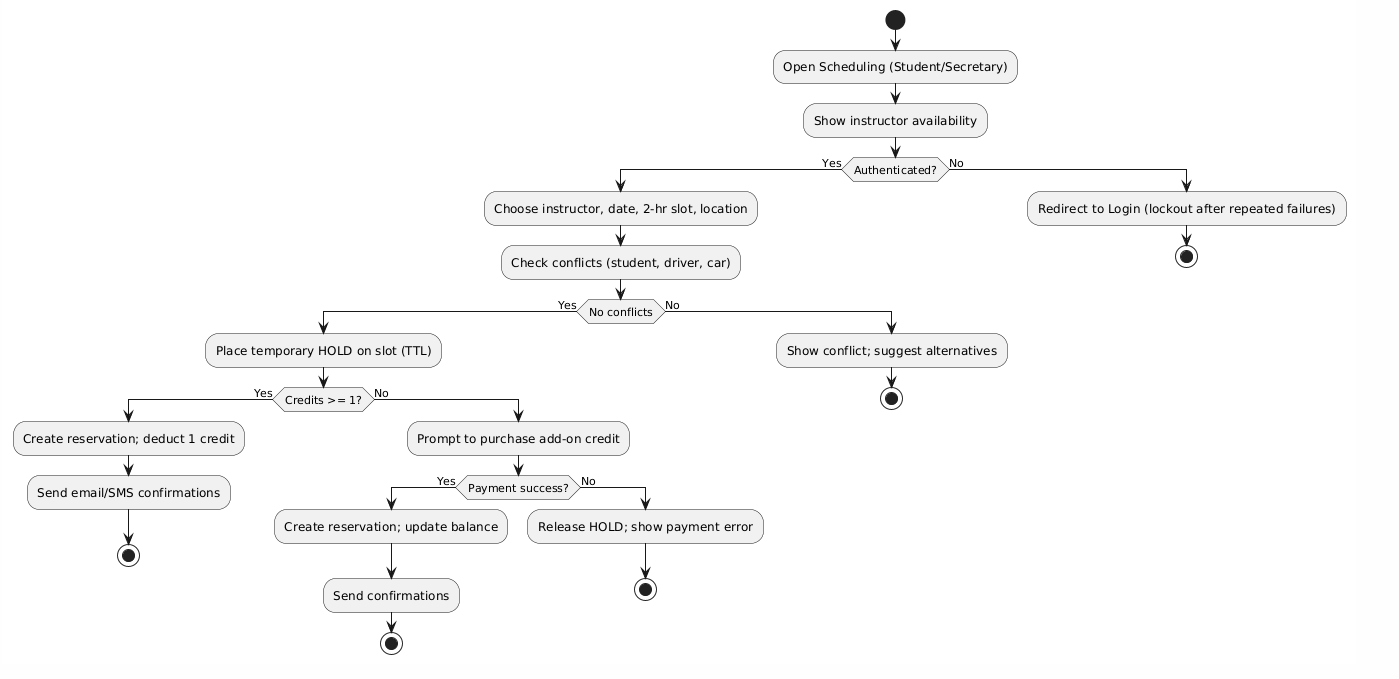 Open Scheduling (Student/Secretary)
Show instructor availability
Yes
Authenticated?
No
Choose instructor, date, 2-hr slot, location
Redirect to Login (lockout after repeated failures)
Check conflicts (student, driver, car)
Yes
No conflicts
No
Place temporary HOLD on slot (TTL)
Show conflict; suggest alternatives
Yes
Credits >= 1?
No
Create reservation; deduct 1 credit
Prompt to purchase add-on credit
Send email/SMS confirmations
Yes
Payment success?
No
Create reservation; update balance
Release HOLD; show payment error
Send confirmations